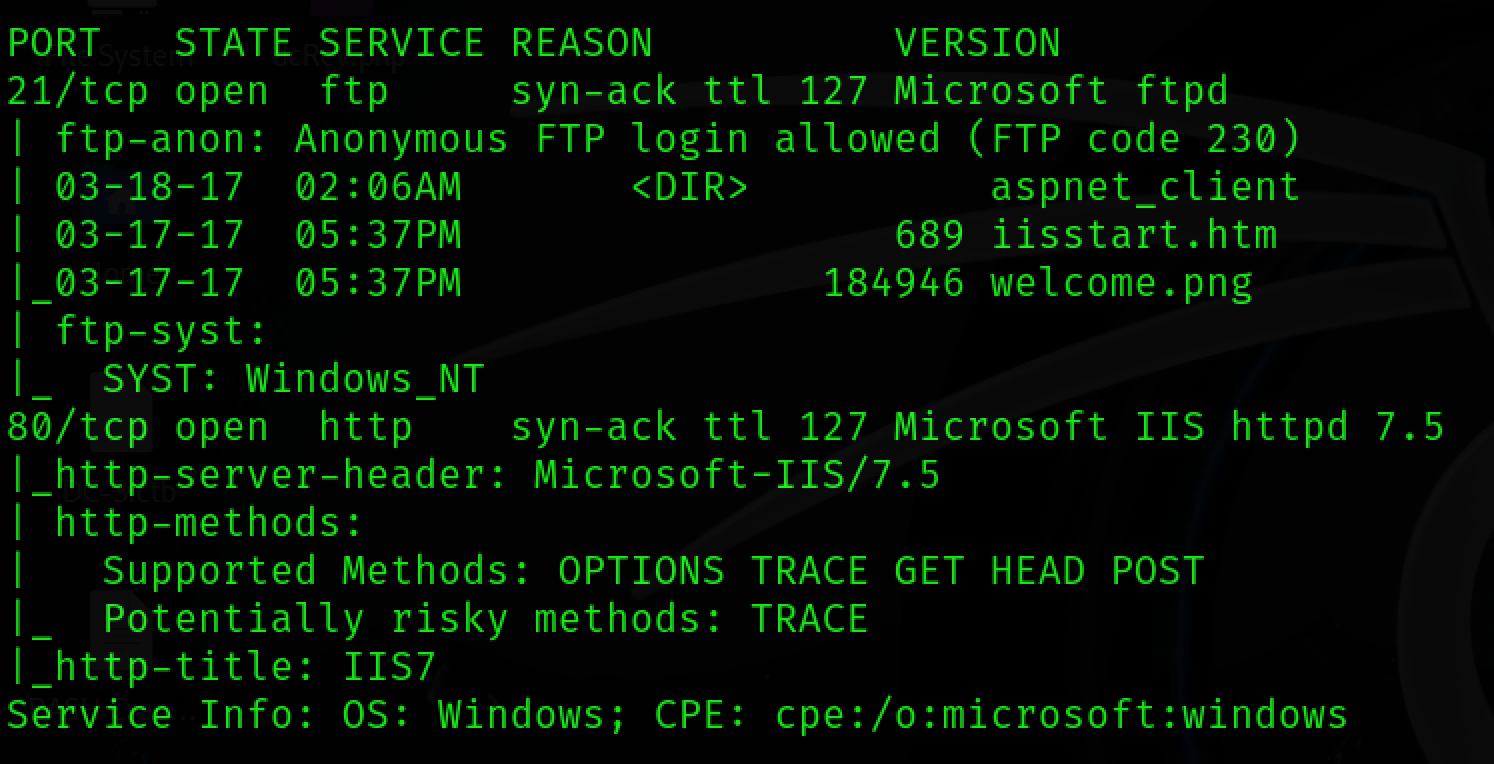 PORT   STATE SERVICE REASON          VERSION
21/tcp open  ftp     syn-ack ttl 127 Microsoft ftpd
| ftp-anon: Anonymous FTP login allowed (FTP code 230)
| 03-18-17  02:06AM       <DIR>          aspnet_client
| 03-17-17  05:37PM                  689 iisstart.htm
|_03-17-17  05:37PM               184946 welcome.png
| ftp-syst:
|_  SYST: Windows_NT
80/tcp open  http    syn-ack ttl 127 Microsoft IIS httpd 7.5
|_http-server-header: Microsoft-IIS/7.5
| http-methods:
|   Supported Methods: OPTIONS TRACE GET HEAD POST
|_  Potentially risky methods: TRACE
|_http-title: IIS7
Service Info: OS: Windows; CPE: cpe:/o:microsoft:windows